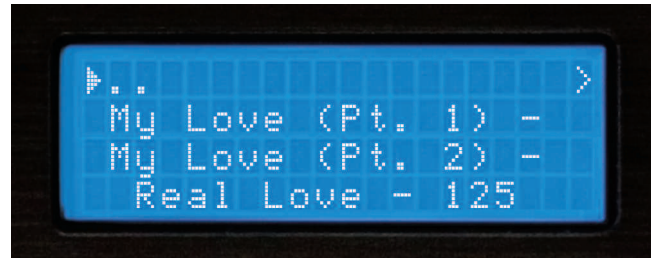 ▶.. >
My Love (Pt. 1) -
My Love (Pt. 2) -
Real Love - 125